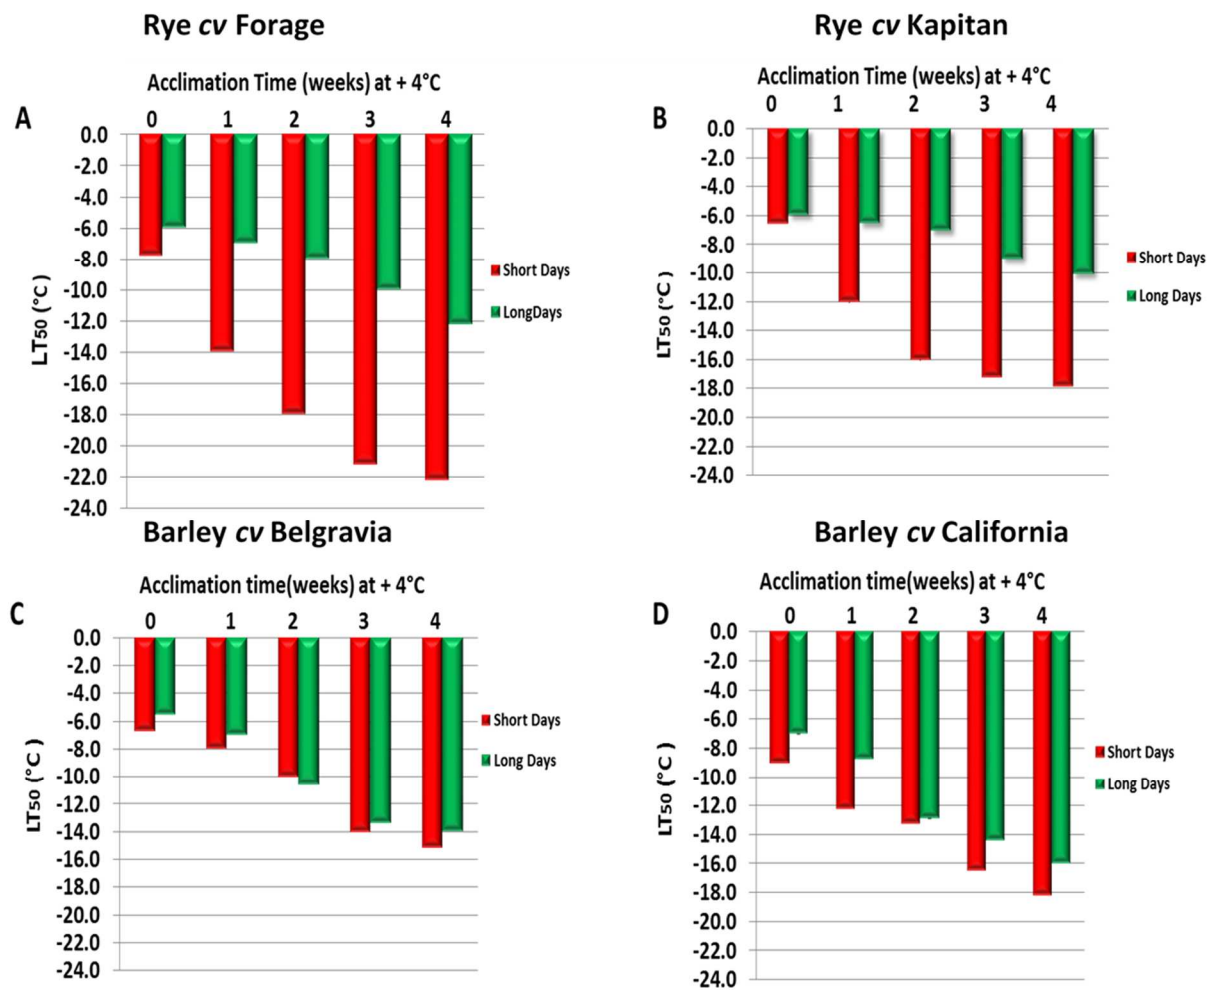 Rye cv Forage
Acclimation Time (weeks) at + 4°C
A
0 1 2 3 4
0.0
-2.0
-4.0
-6.0
-8.0
-10.0
-12.0
-14.0
-16.0
-18.0
-20.0
-22.0
-24.0
LT50 (°C)
Short Days
LongDays
Rye cv Kapitan
Acclimation Time (weeks) at + 4°C
B
0 1 2 3 4
0.0
-2.0
-4.0
-6.0
-8.0
-10.0
-12.0
-14.0
-16.0
-18.0
-20.0
-22.0
-24.0
LT50 (°C)
Short Days
Long Days
Barley cv Belgravia
Acclimation time(weeks) at + 4°C
C
0 1 2 3 4
0.0
-2.0
-4.0
-6.0
-8.0
-10.0
-12.0
-14.0
-16.0
-18.0
-20.0
-22.0
-24.0
LT50 (°C )
Short Days
Long Days
Barley cv California
Acclimation time(weeks) at + 4°C
D
0 1 2 3 4
0.0
-2.0
-4.0
-6.0
-8.0
-10.0
-12.0
-14.0
-16.0
-18.0
-20.0
-22.0
-24.0
LT50 (°C )
Short Days
Long Days